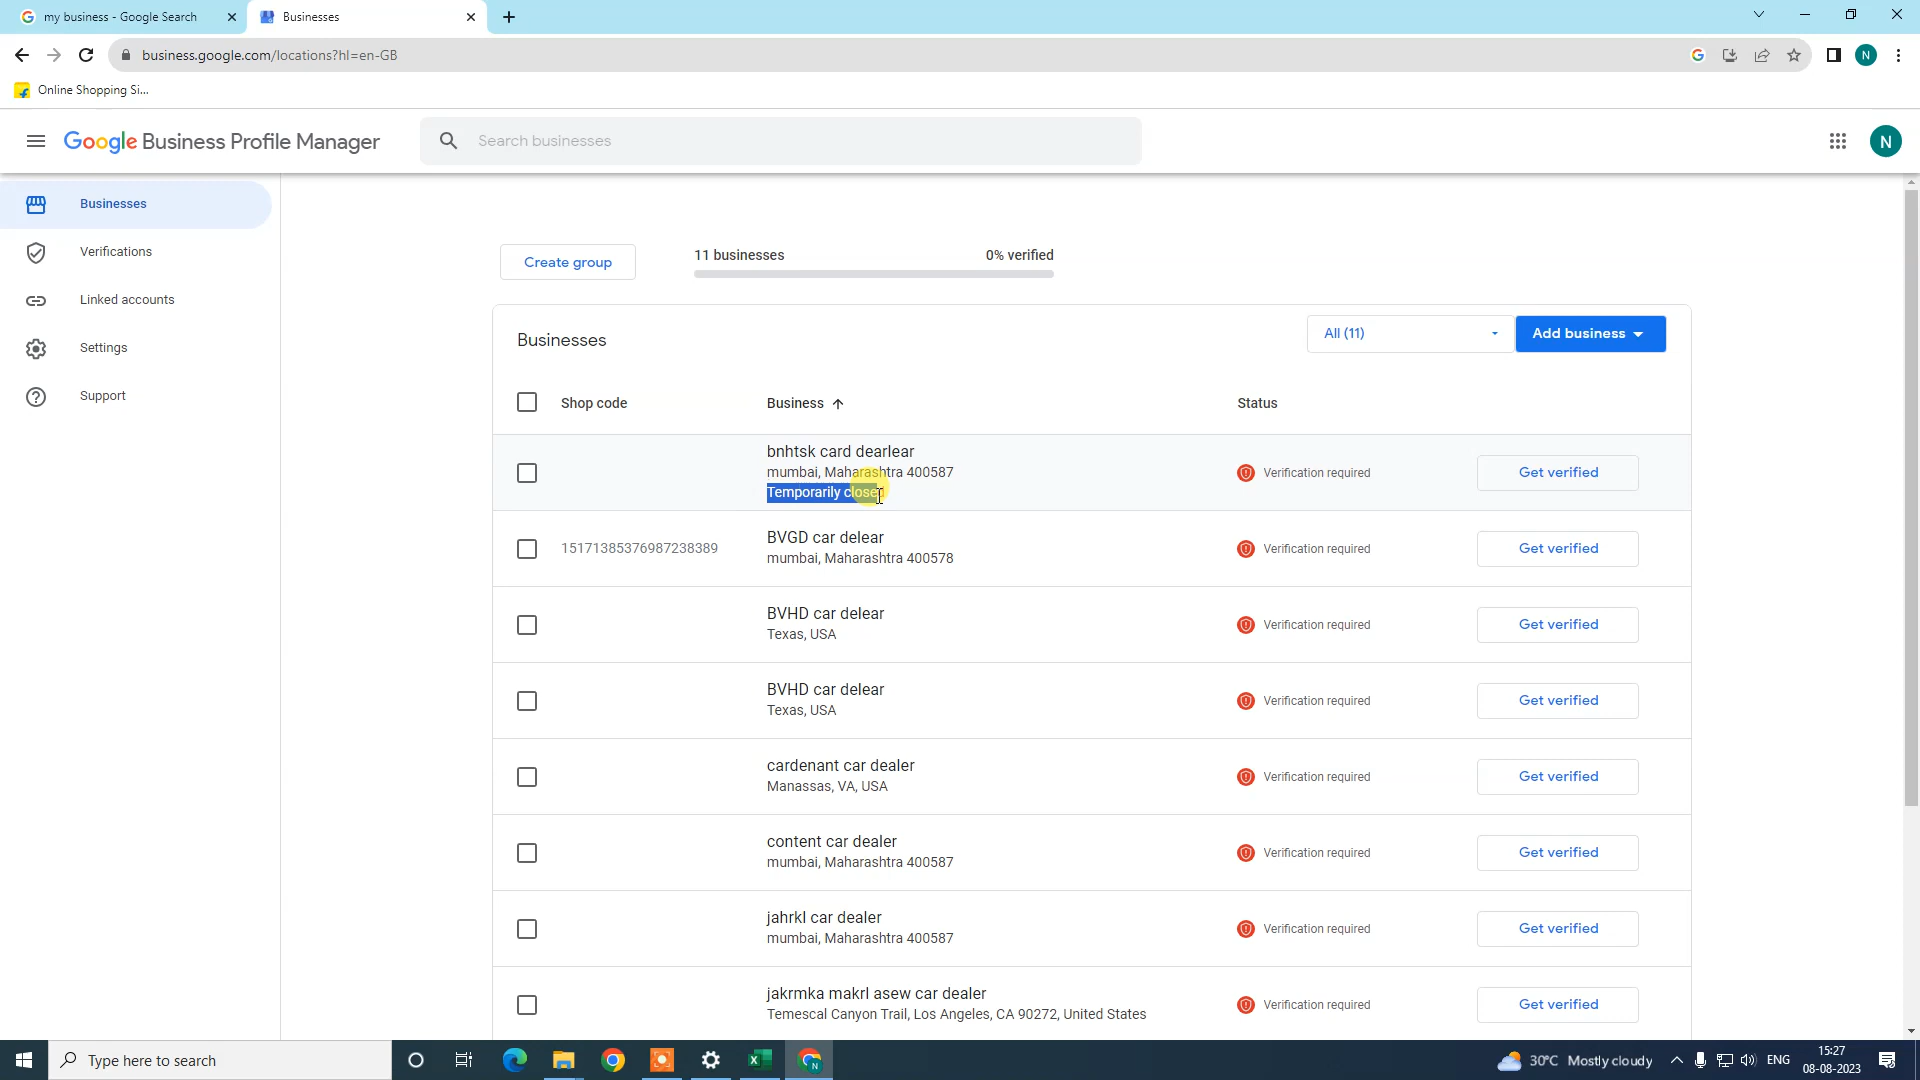 my business - Google Search
Businesses
business.google.com/locations?hl=en-GB
N
Online Shopping Si...
Google Business Profile Manager
Search businesses
N
Businesses
Verifications
Linked accounts
Settings
Support
Create group
11 businesses
0% verified
Businesses
All (11)
Add business
Shop code
Business
Status
bnhtsk card dearlear
mumbai, Maharashtra 400587
Temporarily closed
Verification required
Get verified
15171385376987238389
BVGD car delear
mumbai, Maharashtra 400578
Verification required
Get verified
BVHD car delear
Texas, USA
Verification required
Get verified
BVHD car delear
Texas, USA
Verification required
Get verified
cardenant car dealer
Manassas, VA, USA
Verification required
Get verified
content car dealer
mumbai, Maharashtra 400587
Verification required
Get verified
jahrkl car dealer
mumbai, Maharashtra 400587
Verification required
Get verified
jakrmka makrl asew car dealer
Temescal Canyon Trail, Los Angeles, CA 90272, United States
Verification required
Get verified
Type here to search
30°C Mostly cloudy
ENG
15:27
08-08-2023